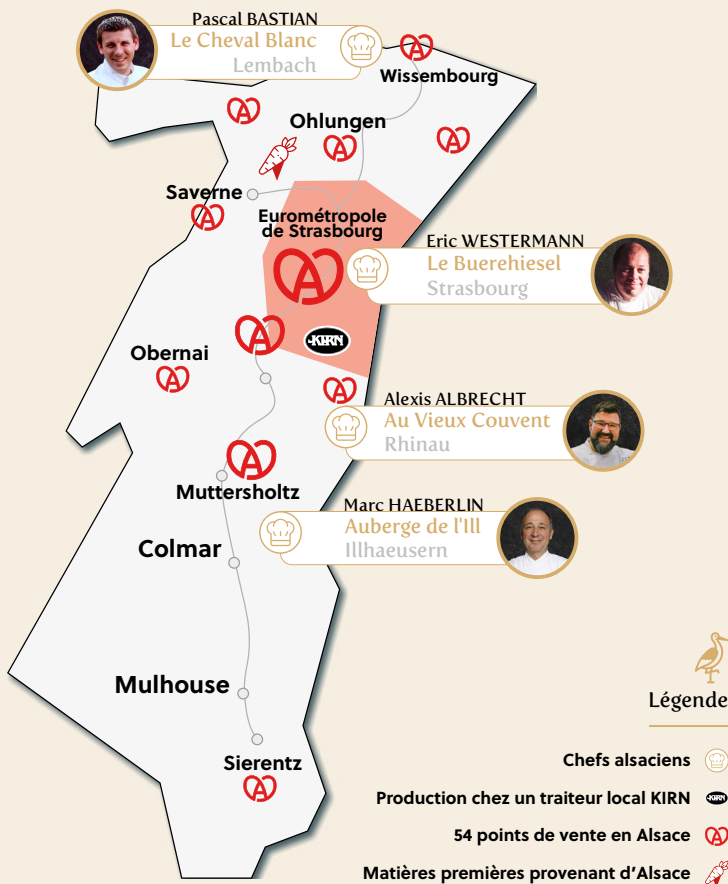 Pascal BASTIAN
Le Cheval Blanc
Lembach
Wissembourg
Ohlungen
Saverne
Eurométropole
de Strasbourg
Eric WESTERMANN
Le Buerehiesel
Strasbourg
KIRN
Obernai
Alexis ALBRECHT
Au Vieux Couvent
Rhinau
Muttersholtz
Marc HAEBERLIN
Auberge de l'Ill
Illhaeusern
Colmar
Mulhouse
Sierentz
Légende
Chefs alsaciens
Production chez un traiteur local KIRN
KIRN
54 points de vente en Alsace
Matières premières provenant d'Alsace